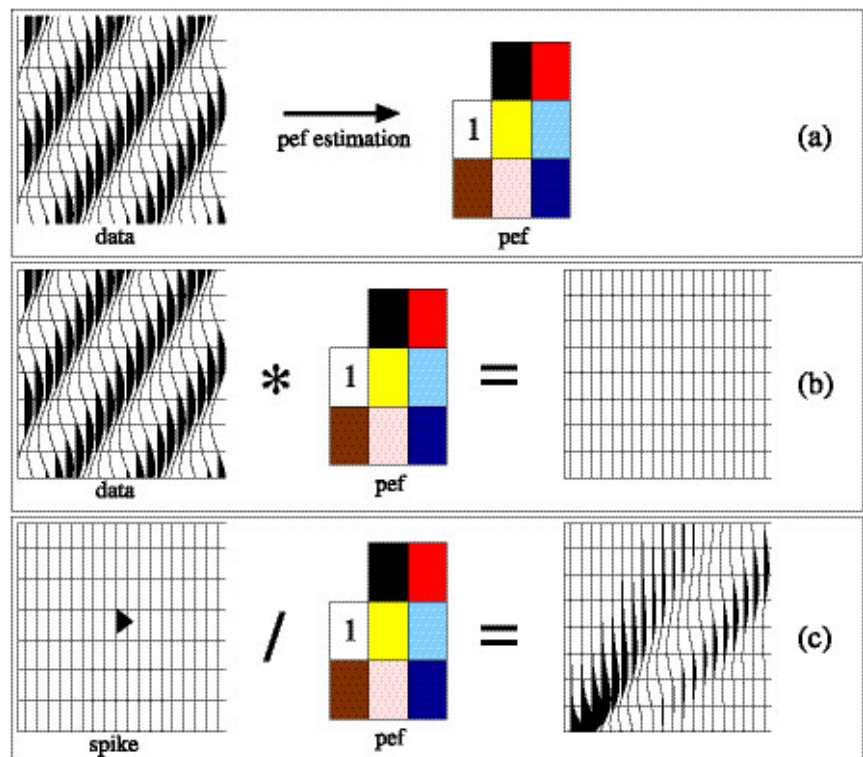 1
pef estimation
(a)
data
pef
* 1 =
(b)
data
pef
/ 1 =
(c)
spike
pef